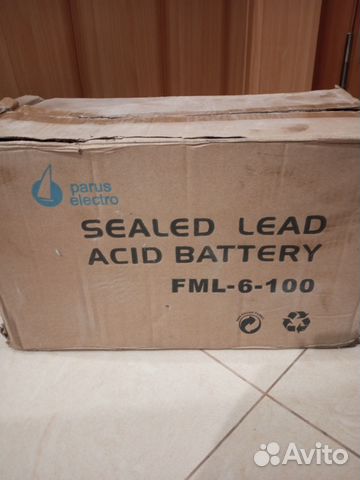 parus
electro
SEALED LEAD
ACID BATTERY
FML-6-100
Avito